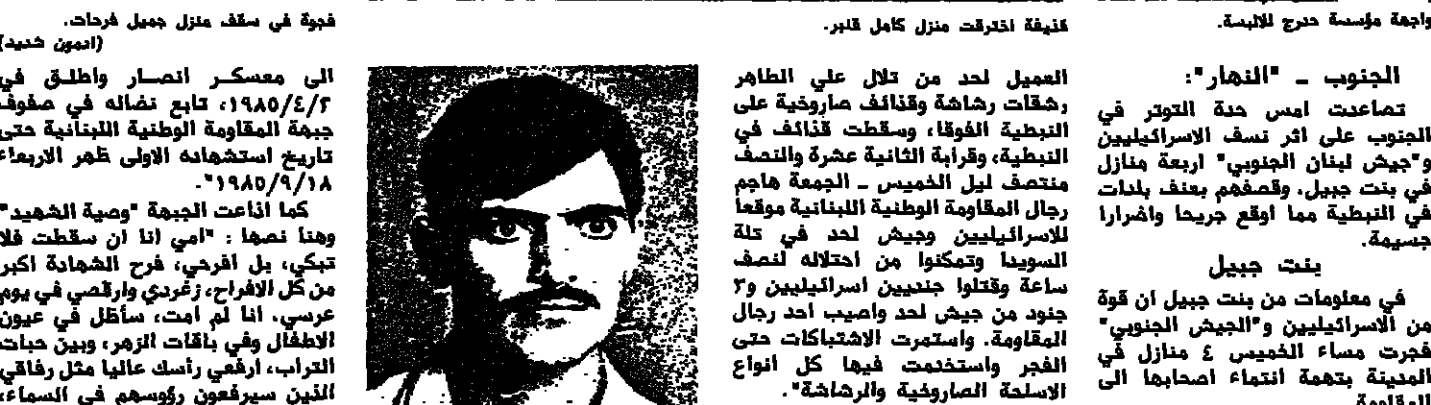 واجهة مؤسسة حدرج للالبسة.
الجنوب ــ "النهار":
تصاعدت امس حدة التوتر في
الجنوب على اثر نسف الاسرائيليين
و"جيش لبنان الجنوبي" اربعة منازل
في بنت جبيل، وقصفهم بعنف بلدات
في النبطية مما اوقع جريحا واضرارا
جسيمة.
بنت جبيل
في معلومات من بنت جبيل ان قوة
من الاسرائيليين و"الجيش الجنوبي"
فجرت مساء الخميس ٤ منازل في
المدينة بتهمة انتماء اصحابها الى
المقاومة
قذيفة اخترقت منزل كامل قنبر.
العميل لحد من تلال علي الطاهر
رشقات رشاشة وقذائف صاروخية على
النبطية الفوقا، وسقطت قذائف في
النبطية، وقرابة الثانية عشرة والنصف
منتصف ليل الخميس ــ الجمعة هاجم
رجال المقاومة الوطنية اللبنانية موقعا
للاسرائيليين وجيش لحد في تلة
السويدا وتمكنوا من احتلاله لنصف
ساعة وقتلوا جنديين اسرائيليين و٢
جنود من جيش لحد واصيب احد رجال
المقاومة. واستمرت الاشتباكات حتى
الفجر واستخدمت فيها كل أنواع
الاسلحة الصاروخية والرشاشة".
فجوة في سقف منزل جميل فرحات.
(ادمون شديد)
الى معسكر انصار واطلق في
١٩٨٥/٤/٢، تابع نضاله في صفوف
جبهة المقاومة الوطنية اللبنانية حتى
تاريخ استشهاده الاولى ظهر الاربعاء
١٩٨٥/٩/١٨".
كما اذاعت الجبهة "وصية الشهيد"
وهنا نصها : "امي انا ان سقطت فلا
تبكي، بل افرحي، فرح الشهادة اكبر
من كل الافراح، زغردي وارقصي في يوم
عرسي. انا لم امت، سأظل في عيون
الاطفال وفي باقات الزهر، وبين حبات
التراب، ارفعي رأسك عاليا مثل رفاقي
الذين سيرفعون رؤوسهم في السماء،